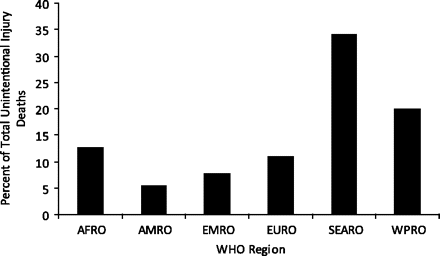 Percent of Total Unintentional Injury
Deaths
40
35
30
25
20
15
10
5
0
AFRO AMRO EMRO EURO SEARO WPRO
WHO Region